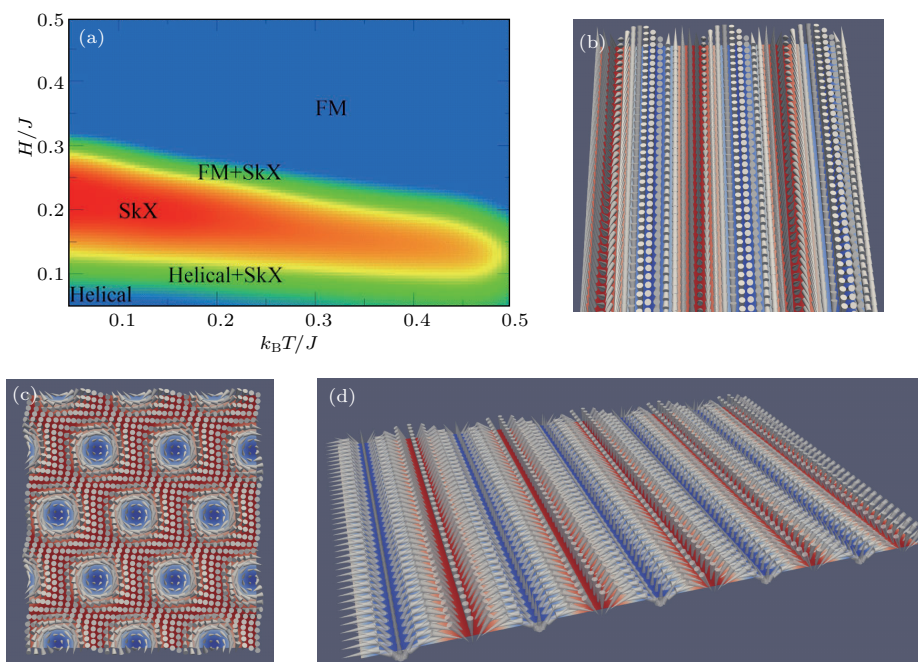 (a)
0.5
0.4
0.3
0.2
0.1
H/J
FM
FM+SkX
SkX
Helical+SkX
Helical
0.1 0.2 0.3 0.4 0.5
k_BT/J
(b)
(c)
(d)